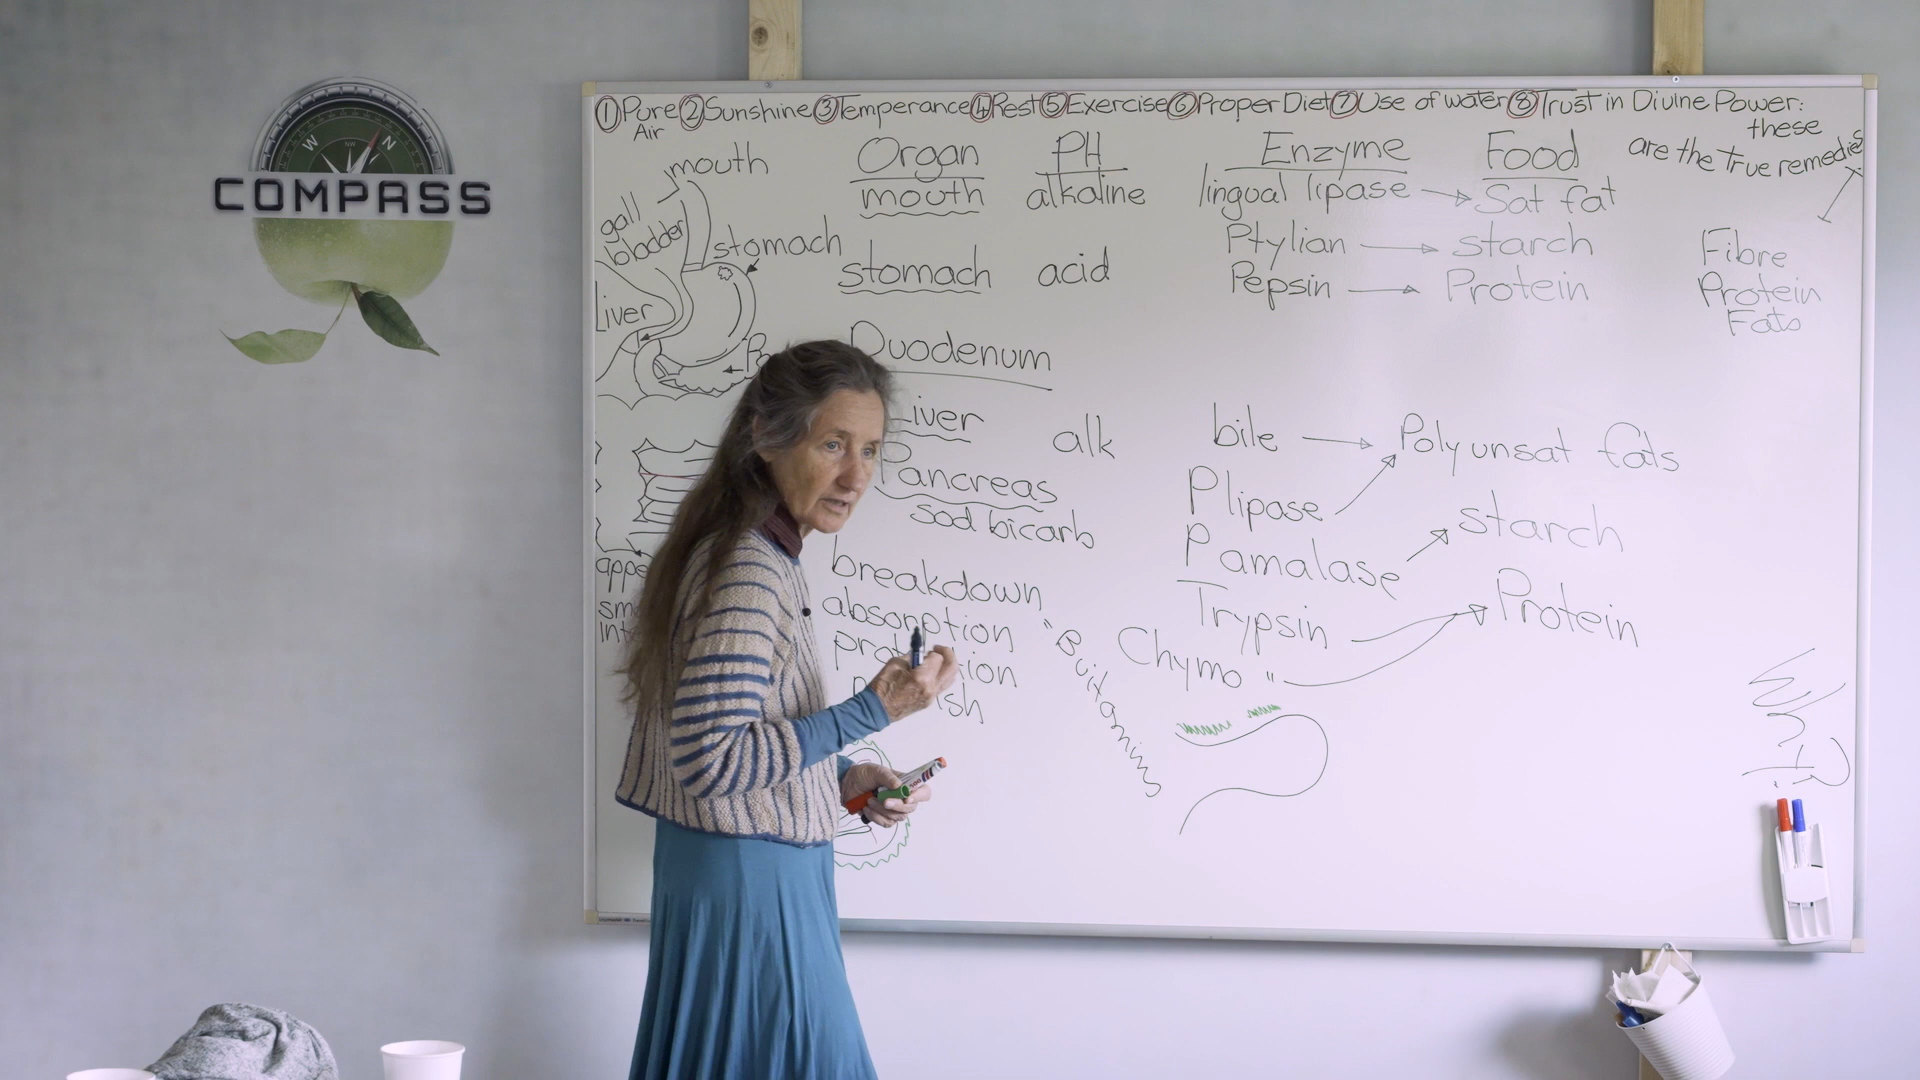 ①Pure ②Sunshine ③Temperance ④Rest ⑤Exercise ⑥Proper Diet ⑦Use of water ⑧Trust in Divine Power:
Air
these
are the true remedies
mouth
gall
bladder
stomach
Liver
Organ PH Enzyme Food
mouth alkaline lingual lipase Sat fat
Ptylian starch
stomach acid Pepsin Protein
Fibre
Protein
Fats
Duodenum
Liver alk bile Polyunsat fats
Pancreas P lipase
sod bicarb
P amalase starch
Trypsin Protein
Chymo "
breakdown
absorption
"B vitamins
W N
NW
COMPASS